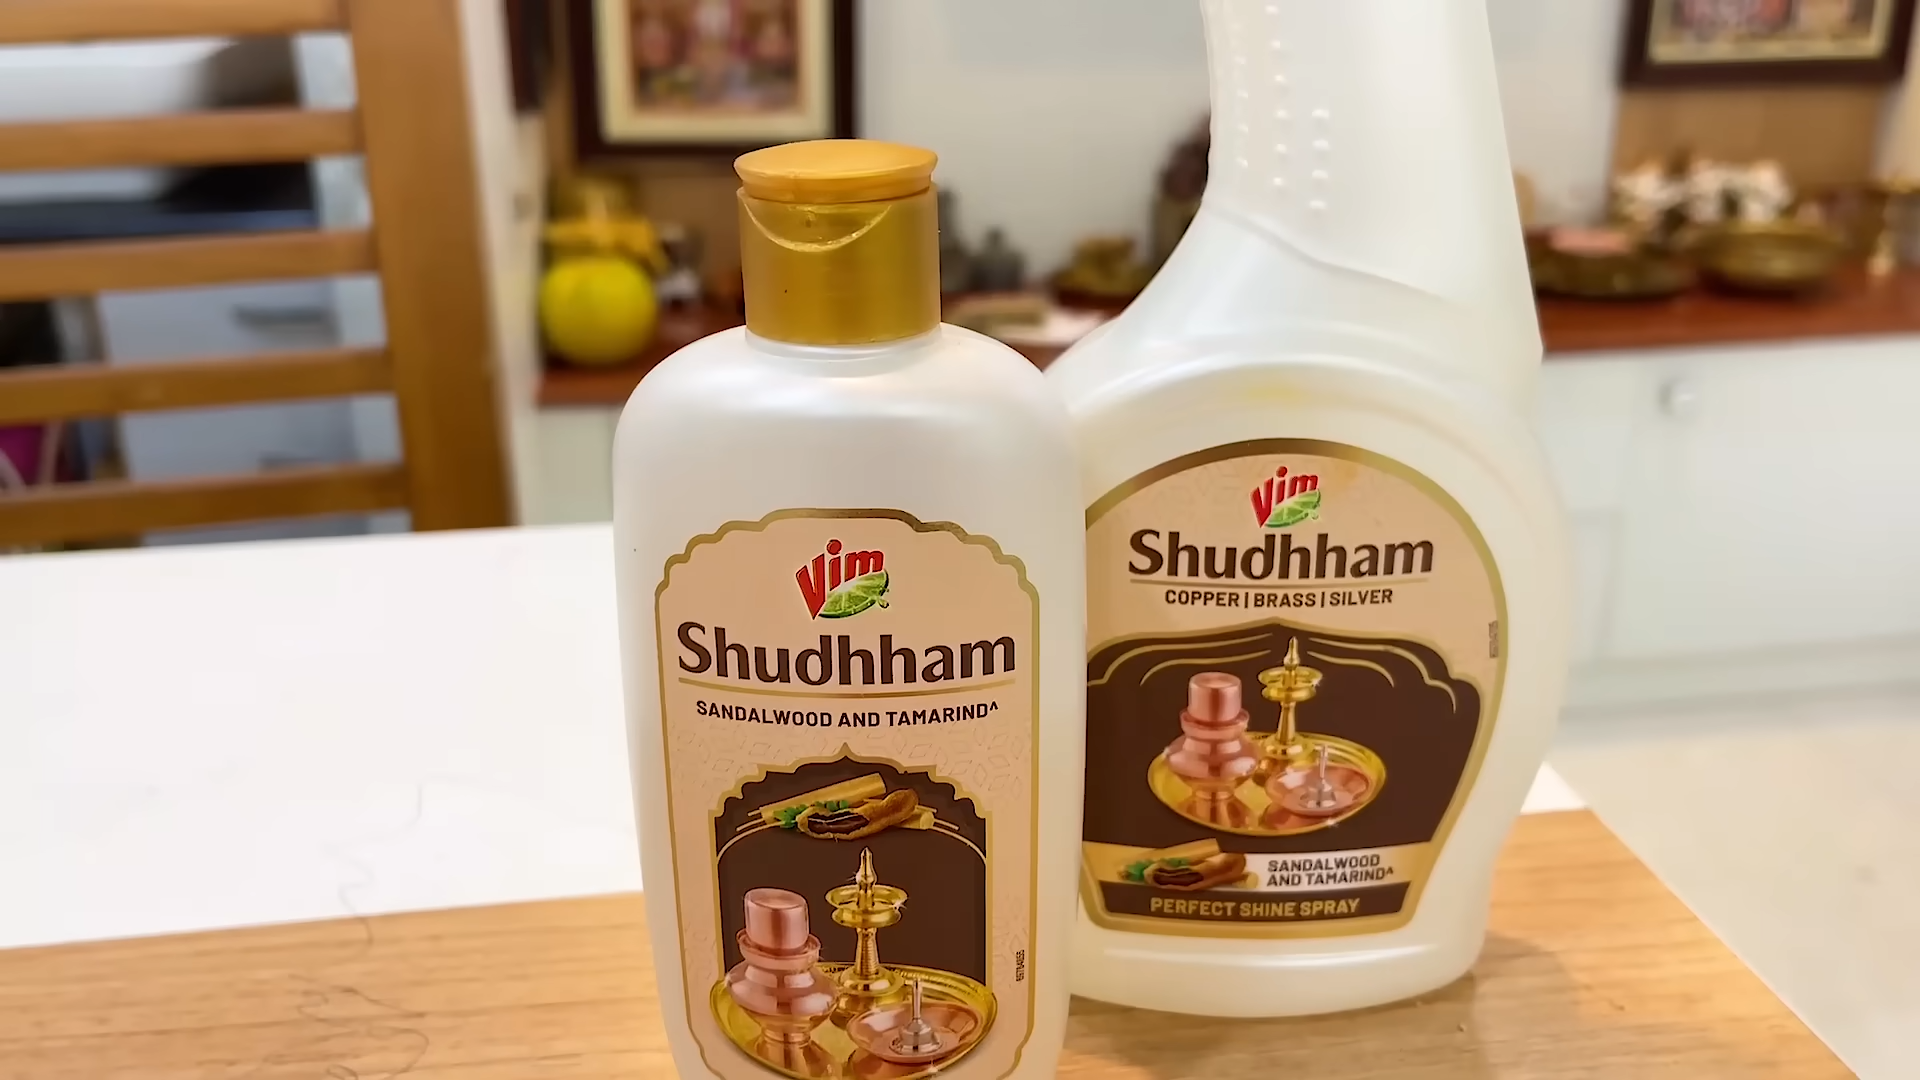 Vim
Shudhham
SANDALWOOD AND TAMARIND^
Vim
Shudhham
COPPER | BRASS | SILVER
SANDALWOOD
AND TAMARIND^
PERFECT SHINE SPRAY